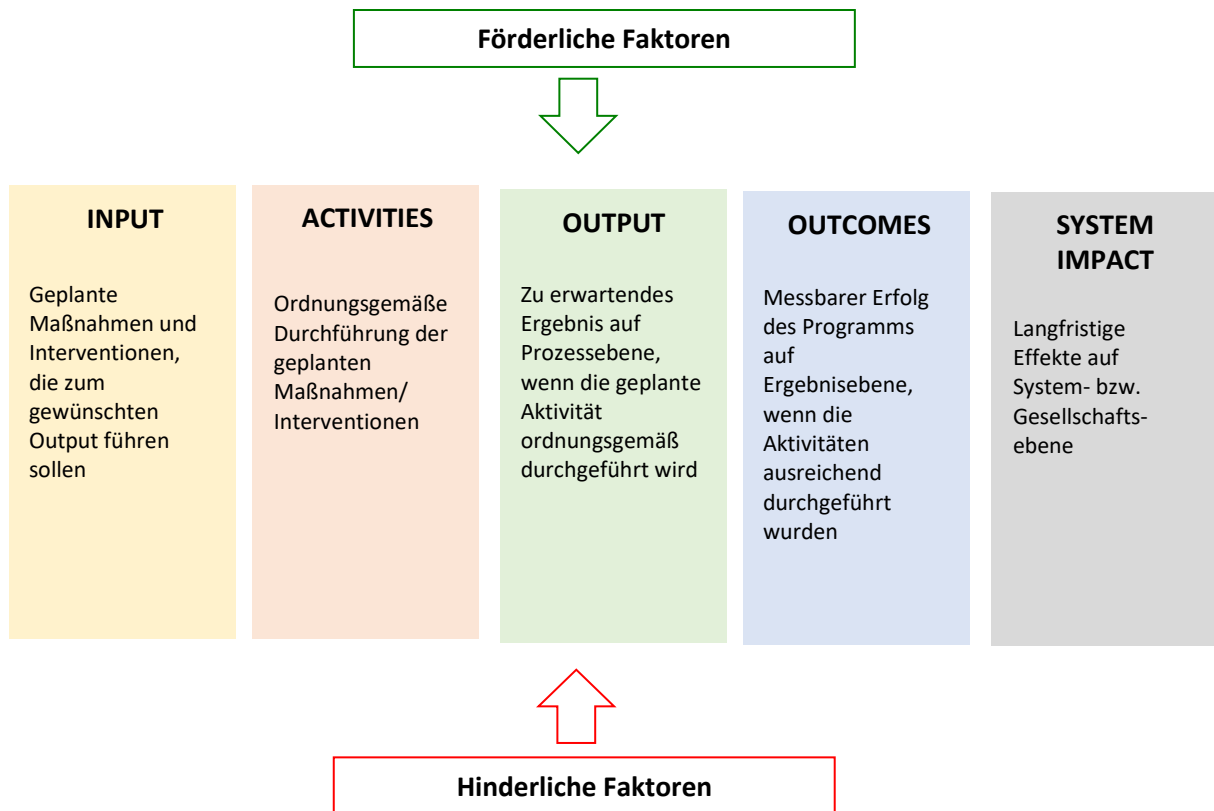 Förderliche Faktoren
INPUT
Geplante
Maßnahmen und
Interventionen,
die zum
gewünschten
Output führen
sollen
ACTIVITIES
Ordnungsgemäße
Durchführung der
geplanten
Maßnahmen/
Interventionen
OUTPUT
Zu erwartendes
Ergebnis auf
Prozessebene,
wenn die geplante
Aktivität
ordnungsgemäß
durchgeführt wird
OUTCOMES
Messbarer Erfolg
des Programms
auf
Ergebnisebene,
wenn die
Aktivitäten
ausreichend
durchgeführt
wurden
SYSTEM
IMPACT
Langfristige
Effekte auf
System- bzw.
Gesellschafts-
ebene
Hinderliche Faktoren